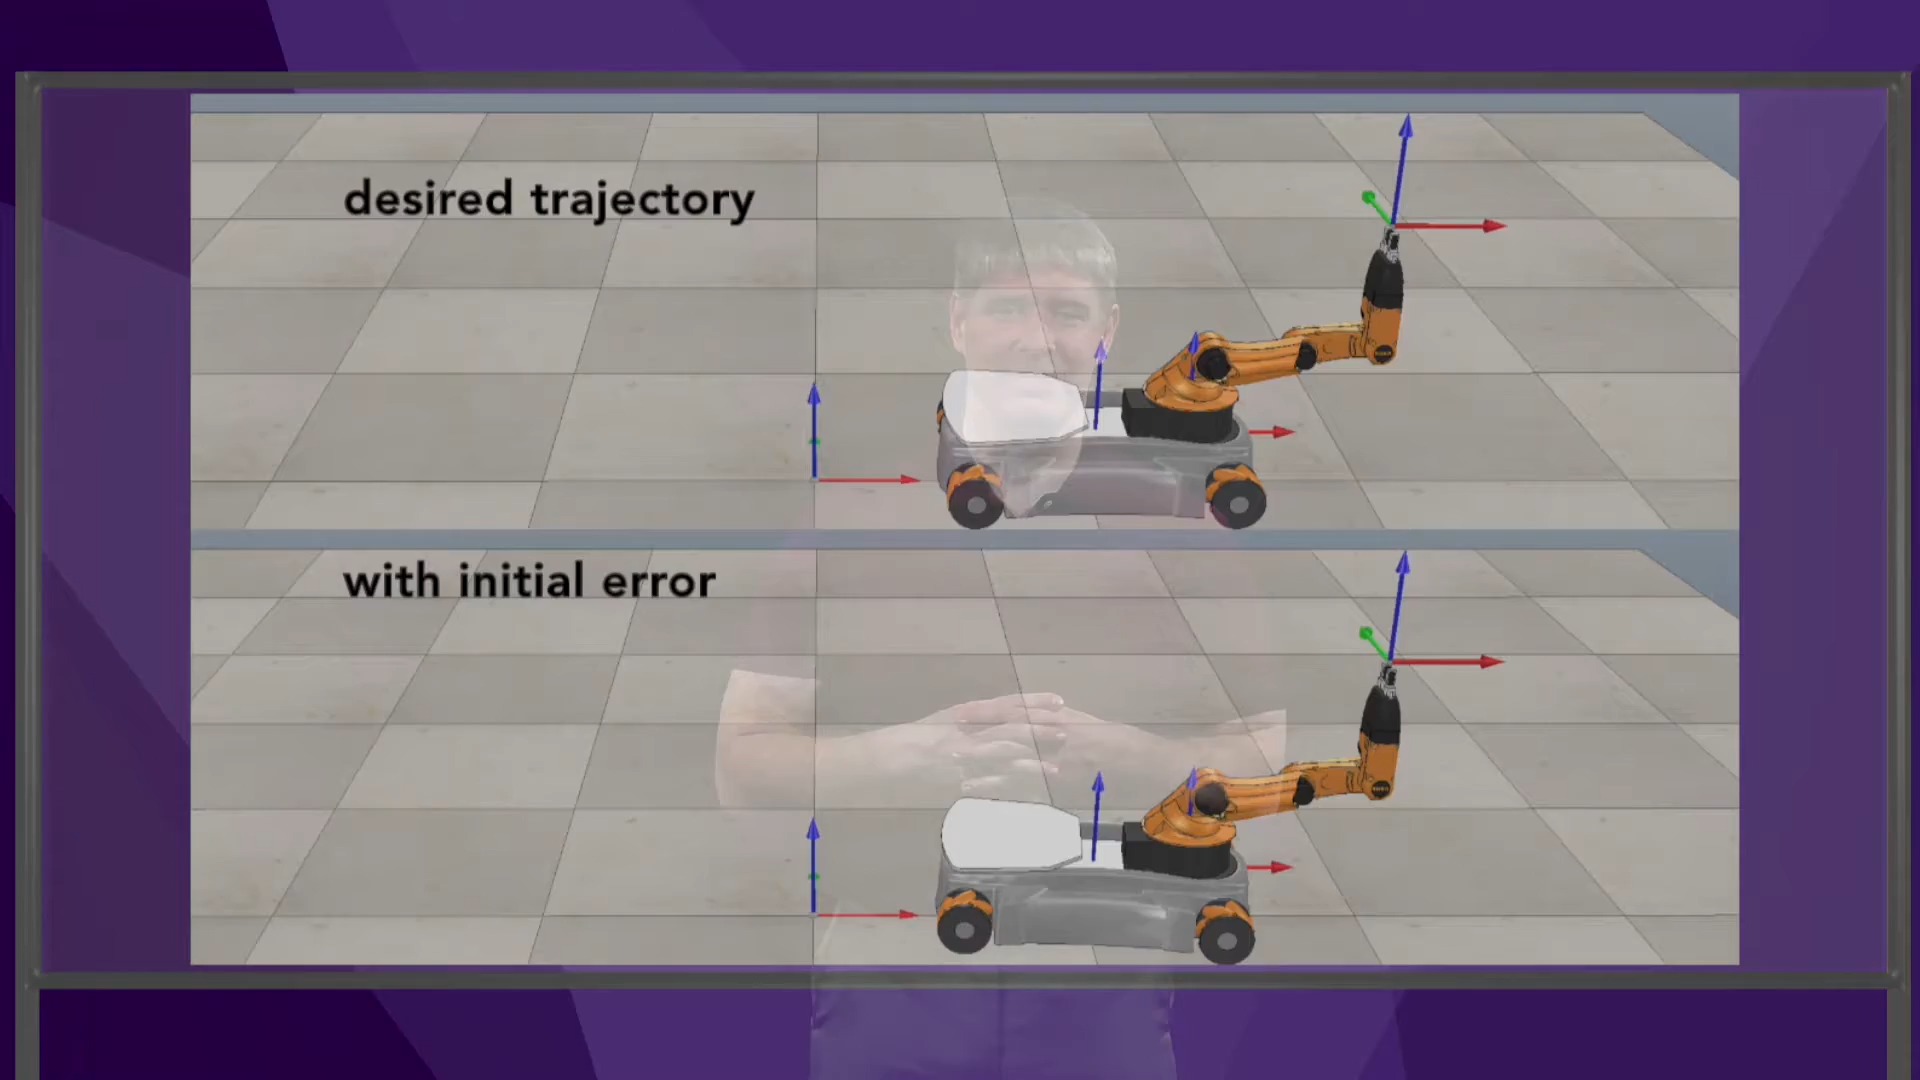 desired trajectory
with initial error